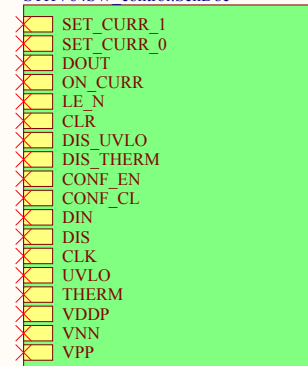 SET_CURR_1
SET_CURR_0
DOUT
ON_CURR
LE_N
CLR
DIS_UVLO
DIS_THERM
CONF_EN
CONF_CL
DIN
DIS
CLK
UVLO
THERM
VDDP
VNN
VPP